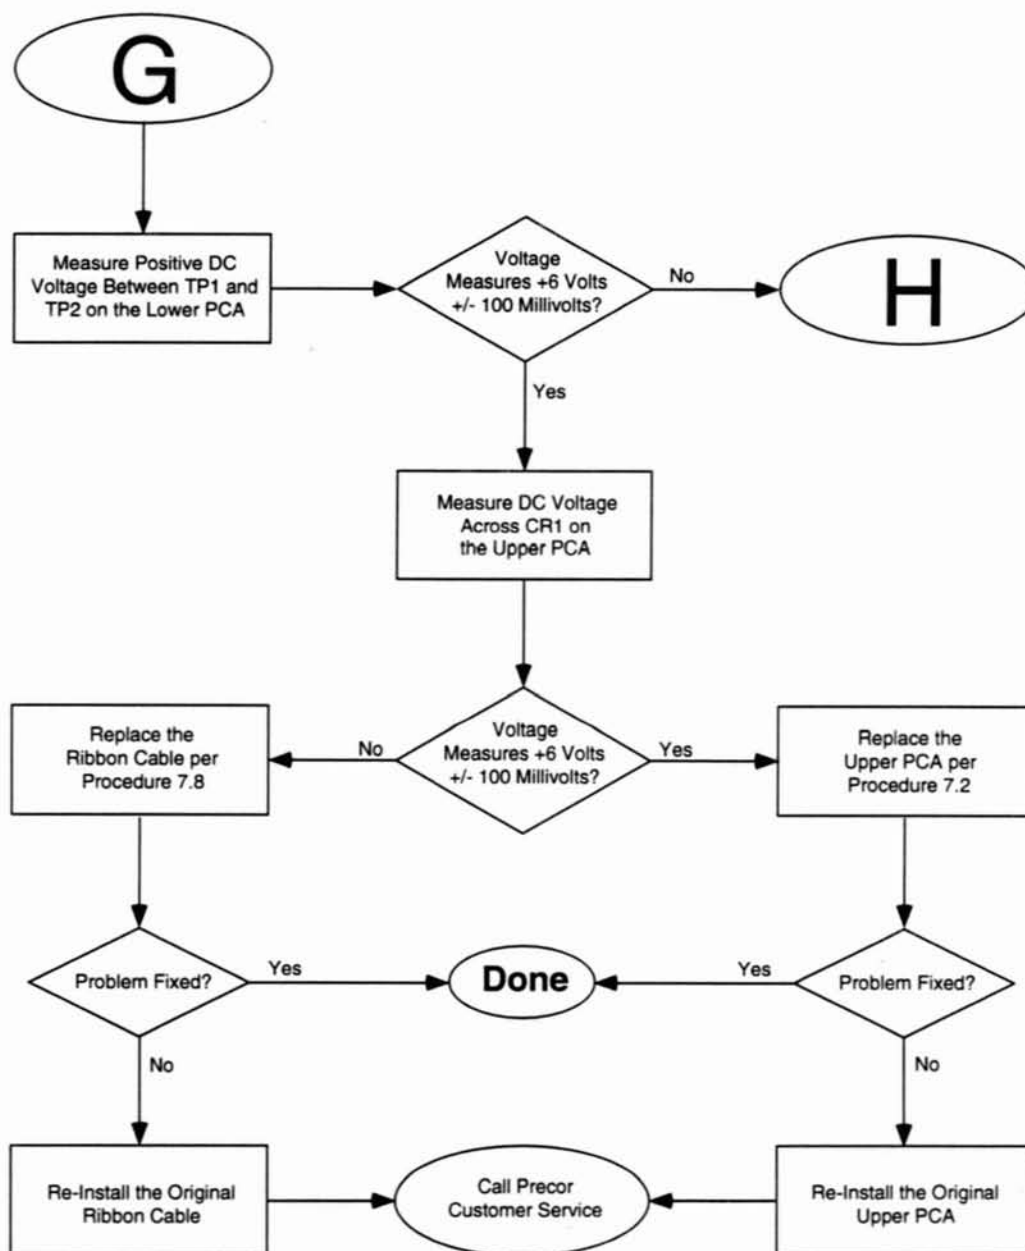 G
Measure Positive DC
Voltage Between TP1 and
TP2 on the Lower PCA
Voltage
Measures +6 Volts
+/- 100 Millivolts?
No
H
Yes
Measure DC Voltage
Across CR1 on
the Upper PCA
Replace the
Ribbon Cable per
Procedure 7.8
No
Voltage
Measures +6 Volts
+/- 100 Millivolts?
Yes
Replace the
Upper PCA per
Procedure 7.2
Problem Fixed?
Yes
Done
Yes
Problem Fixed?
No
No
Re-Install the Original
Ribbon Cable
Call Precor
Customer Service
Re-Install the Original
Upper PCA